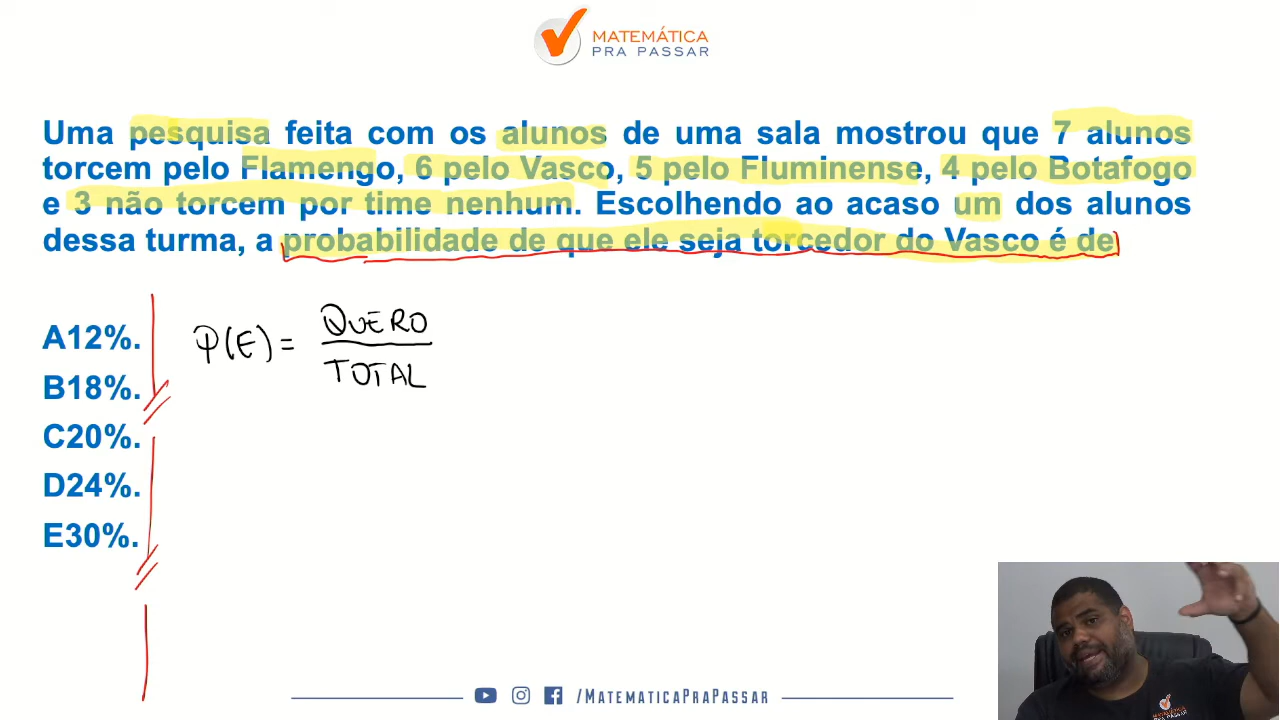 MATEMÁTICA
PRA PASSAR
Uma pesquisa feita com os alunos de uma sala mostrou que 7 alunos
torcem pelo Flamengo, 6 pelo Vasco, 5 pelo Fluminense, 4 pelo Botafogo
e 3 não torcem por time nenhum. Escolhendo ao acaso um dos alunos
dessa turma, a probabilidade de que ele seja torcedor do Vasco é de
A12%.
B18%.
C20%.
D24%.
E30%.
P(E) = QUERO
TOTAL
/MATEMATICAPRAPASSAR
MATEMÁTICA
PRA PASSAR